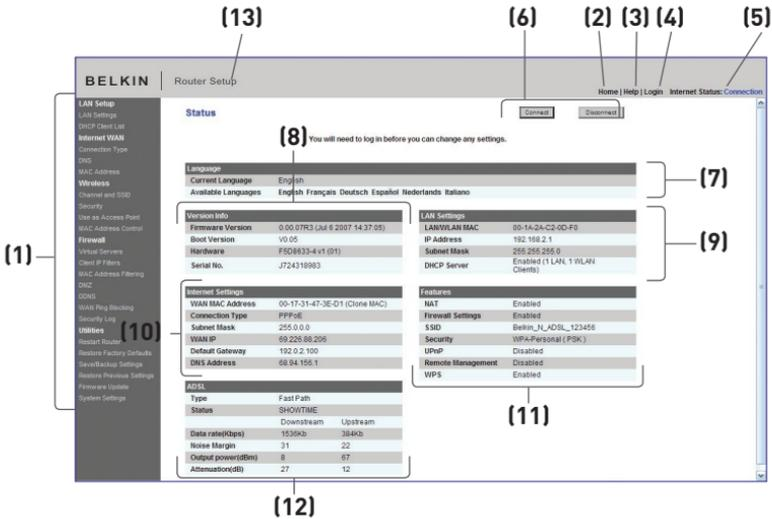 (13)
(6)
(2) (3) (4)
(5)
BELKIN | Router Setup
Home | Help | Login Internet Status: Connection
(1)
LAN Setup
LAN Settings
DHCP Client List
Internet WAN
Connection Type
DNS
MAC Address
Wireless
Channel and SSID
Security
Use as Access Point
MAC Address Control
Firewall
Virtual Servers
Client IP Filters
MAC Address Filtering
DMZ
DDNS
WAN Ping Blocking
Security Log
Utilities
Restart Router
Restore Factory Defaults
Save/Backup Settings
Restore Previous Settings
Firmware Update
System Settings
Status
Connect
Disconnect
(8)
You will need to log in before you can change any settings.
(7)
Language
Current Language English
Available Languages English Français Deutsch Español Nederlands Italiano
Version Info
Firmware Version 0.00.07R3 (Jul 6 2007 14:37:05)
Boot Version V0.05
Hardware F5D8633-4 v1 (01)
Serial No. J724318983
(9)
LAN Settings
LAN/WLAN MAC 00-1A-2A-C2-0D-F0
IP Address 192.168.2.1
Subnet Mask 255.255.255.0
DHCP Server Enabled (1 LAN, 1 WLAN Clients)
(10)
Internet Settings
WAN MAC Address 00-17-31-47-3E-D1 (Clone MAC)
Connection Type PPPoE
Subnet Mask 255.0.0.0
WAN IP 69.226.88.206
Default Gateway 192.0.2.100
DNS Address 68.94.156.1
Features
NAT Enabled
Firewall Settings Enabled
SSID Belkin_N_ADSL_123456
Security WPA-Personal ( PSK )
UPnP Disabled
Remote Management Disabled
WPS Enabled
(11)
ADSL
Type Fast Path
Status SHOWTIME
Downstream Upstream
Data rate(Kbps) 1536Kb 384Kb
Noise Margin 31 22
Output power(dBm) 8 67
Attenuation(dB) 27 12
(12)